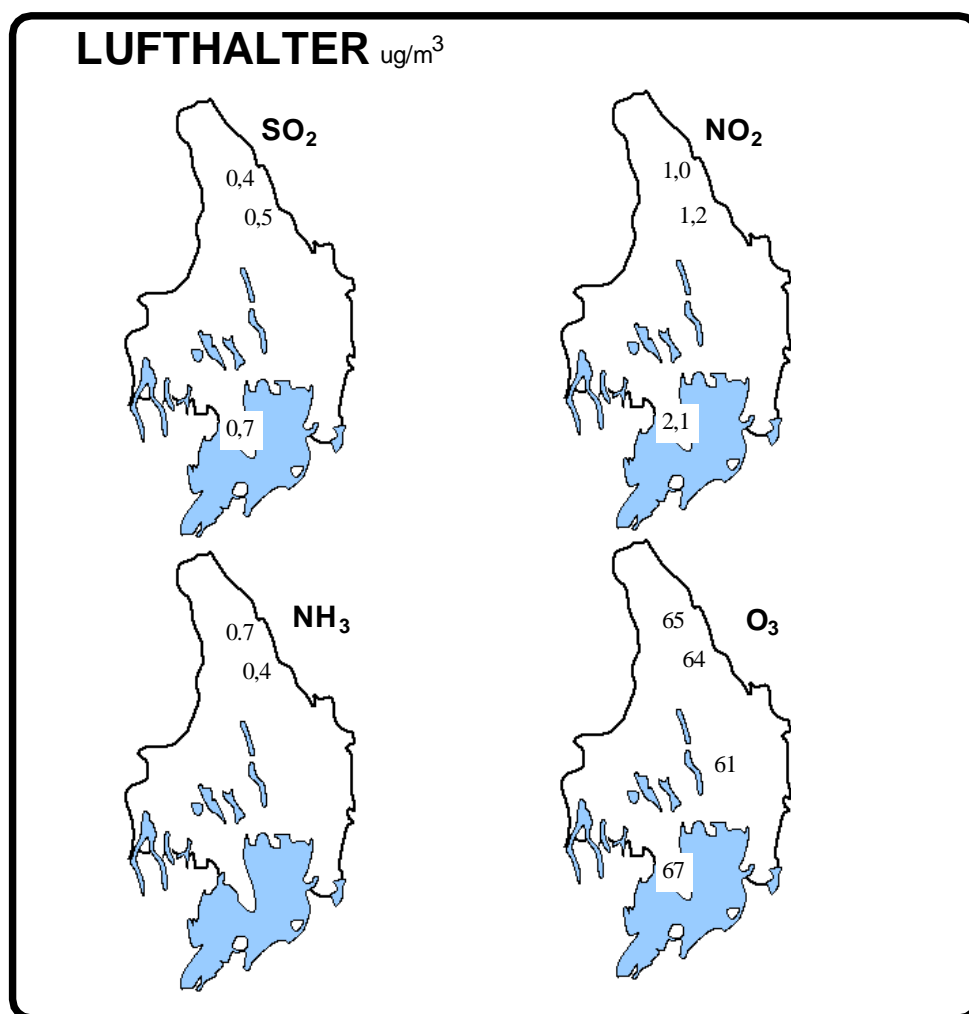 LUFTHALTER ug/m³
SO₂
0,4
0,5
0,7
NO₂
1,0
1,2
2,1
NH₃
0.7
0,4
O₃
65
64
61
67